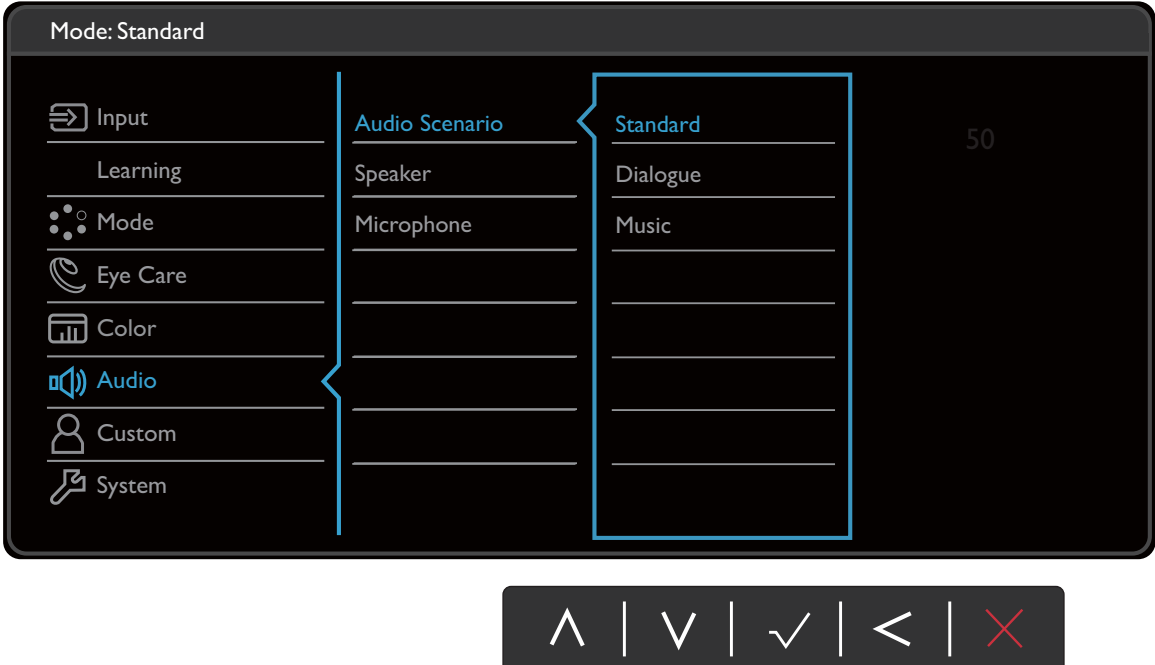 Mode: Standard
Input
Learning
Mode
Eye Care
Color
Audio
Custom
System
Audio Scenario
Speaker
Microphone
Standard
Dialogue
Music
50